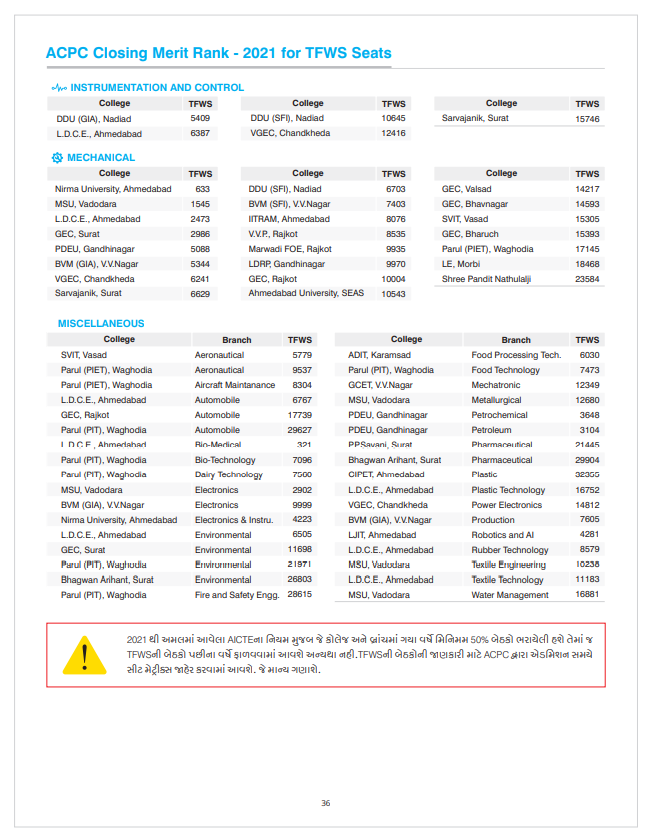 ACPC Closing Merit Rank - 2021 for TFWS Seats
INSTRUMENTATION AND CONTROL
College TFWS
DDU (GIA), Nadiad 5409
L.D.C.E., Ahmedabad 6387
College TFWS
DDU (SFI), Nadiad 10645
VGEC, Chandkheda 12416
College TFWS
Sarvajanik, Surat 15746
MECHANICAL
College TFWS
Nirma University, Ahmedabad 633
MSU, Vadodara 1545
L.D.C.E., Ahmedabad 2473
GEC, Surat 2986
PDEU, Gandhinagar 5088
BVM (GIA), V.V.Nagar 5344
VGEC, Chandkheda 6241
Sarvajanik, Surat 6629
College TFWS
DDU (SFI), Nadiad 6703
BVM (SFI), V.V.Nagar 7403
IITRAM, Ahmedabad 8076
V.V.P., Rajkot 8535
Marwadi FOE, Rajkot 9935
LDRP, Gandhinagar 9970
GEC, Rajkot 10004
Ahmedabad University, SEAS 10543
College TFWS
GEC, Valsad 14217
GEC, Bhavnagar 14593
SVIT, Vasad 15305
GEC, Bharuch 15393
Parul (PIET), Waghodia 17145
LE, Morbi 18468
Shree Pandit Nathulalji 23584
MISCELLANEOUS
College Branch TFWS
SVIT, Vasad Aeronautical 5779
Parul (PIET), Waghodia Aeronautical 9537
Parul (PIET), Waghodia Aircraft Maintanance 8304
L.D.C.E., Ahmedabad Automobile 6767
GEC, Rajkot Automobile 17739
Parul (PIT), Waghodia Automobile 29627
L.D.C.E., Ahmedabad Bio-Medical 321
Parul (PIT), Waghodia Bio-Technology 7096
Parul (PIT), Waghodia Dairy Technology
MSU, Vadodara Electronics 2902
BVM (GIA), V.V.Nagar Electronics 9999
Nirma University, Ahmedabad Electronics & Instru. 4223
L.D.C.E., Ahmedabad Environmental 6505
GEC, Surat Environmental 11698
Parul (PIT), Waghodia Environmental 21971
Bhagwan Arihant, Surat Environmental 26803
Parul (PIT), Waghodia Fire and Safety Engg. 28615
College Branch TFWS
ADIT, Karamsad Food Processing Tech. 6030
Parul (PIT), Waghodia Food Technology 7473
GCET, V.V.Nagar Mechatronic 12349
MSU, Vadodara Metallurgical 12680
PDEU, Gandhinagar Petrochemical 3648
PDEU, Gandhinagar Petroleum 3104
P.P.Savani, Surat Pharmaceutical 21445
Bhagwan Arihant, Surat Pharmaceutical 29904
CIPET, Ahmedabad Plastic
L.D.C.E., Ahmedabad Plastic Technology 16752
VGEC, Chandkheda Power Electronics 14812
BVM (GIA), V.V.Nagar Production 7605
LJIT, Ahmedabad Robotics and AI 4281
L.D.C.E., Ahmedabad Rubber Technology 8579
MSU, Vadodara Textile Engineering 10238
L.D.C.E., Ahmedabad Textile Technology 11183
MSU, Vadodara Water Management 16881
2021 થી અમલમાં આવેલા AICTEના નિયમ મુજબ જે કોલેજ અને બ્રાંચમાં ગયા વર્ષે મિનિમમ 50% બેઠકો ભરાયેલી હશે તેમાં જ
TFWSની બેઠકો પછીના વર્ષે ફાળવવામાં આવશે અન્યથા નહી.TFWSની બેઠકોની જાણકારી માટે ACPC દ્વારા એડમિશન સમયે
સીટ મેટ્રીક્સ જાહેર કરવામાં આવશે. જે માન્ય ગણાશે.
36